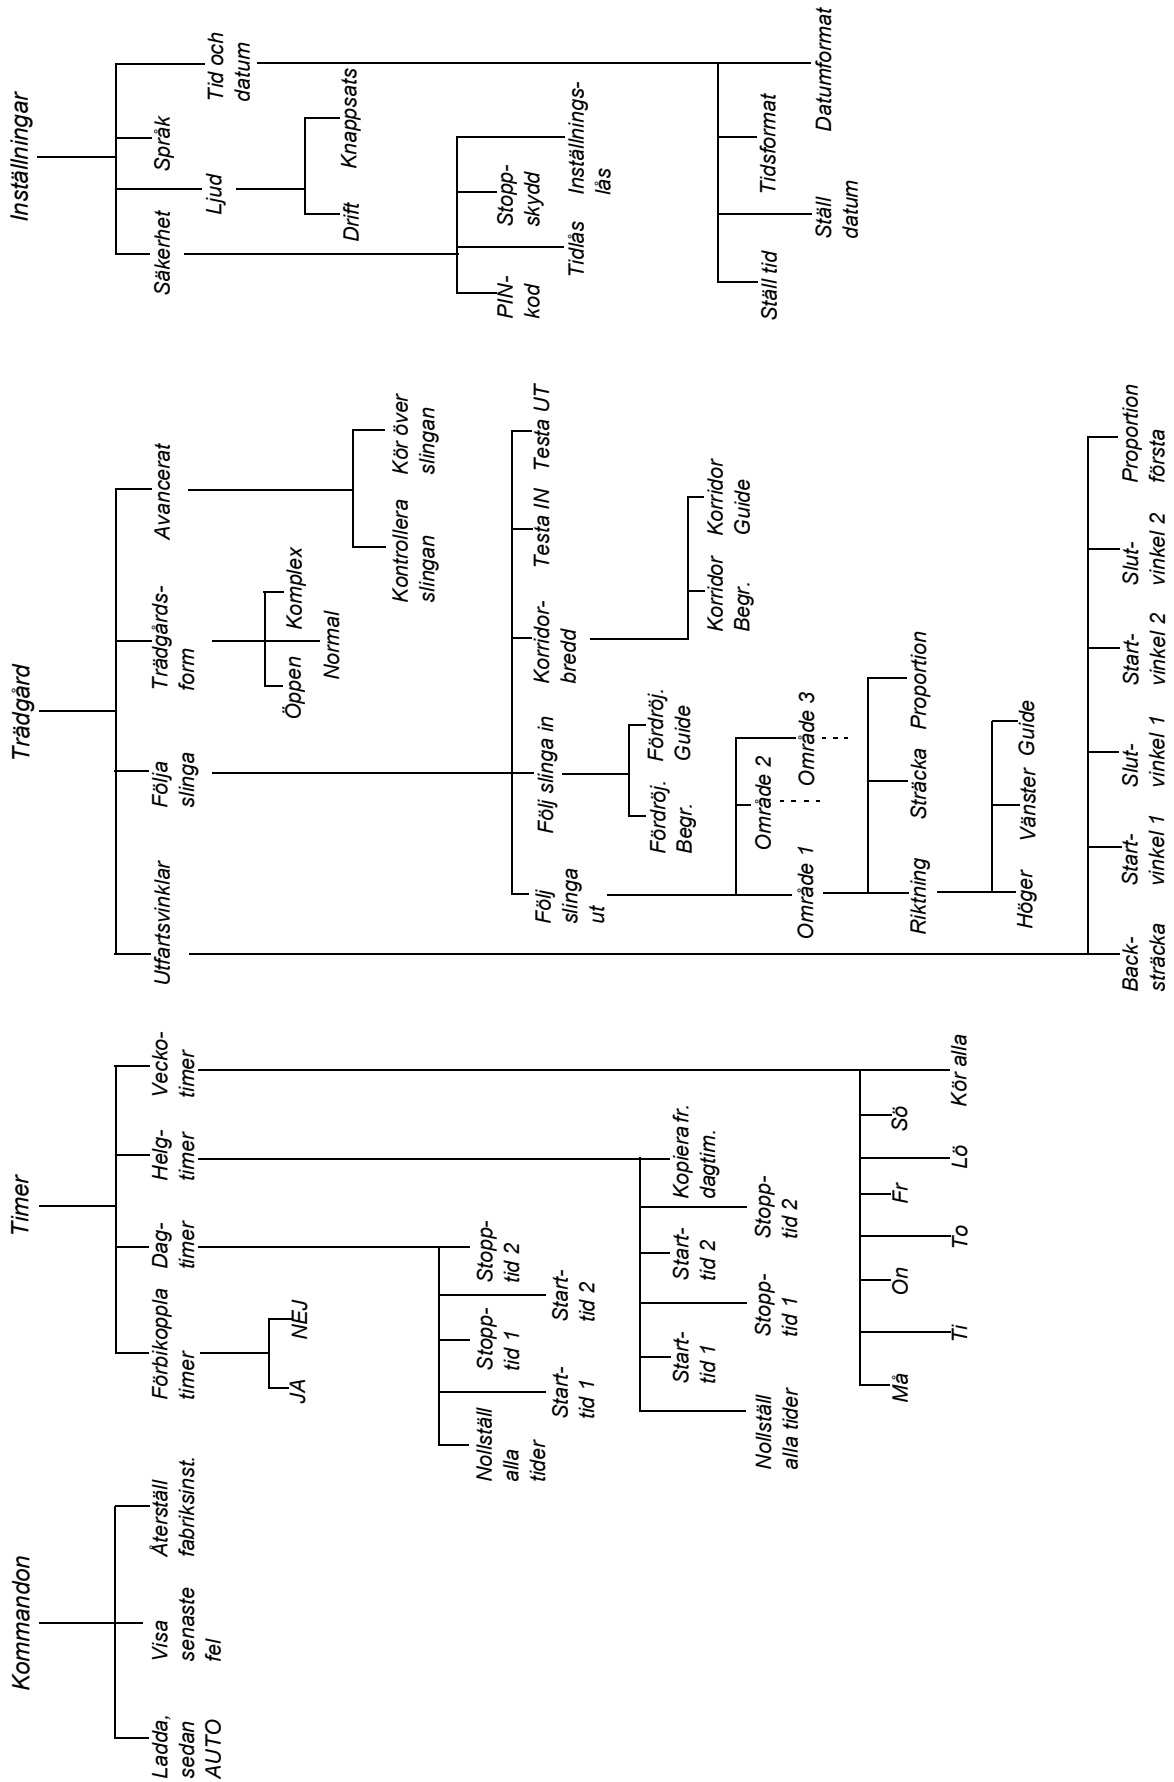 Kommandon
Ladda,
sedan
AUTO
Visa
senaste
fel
Återställ
fabriksinst.
Timer
Förbikoppla
timer
JA
NEJ
Dag-
timer
Nollställ
alla
tider
Start-
tid 1
Stopp-
tid 1
Start-
tid 2
Stopp-
tid 2
Helg-
timer
Nollställ
alla tider
Start-
tid 1
Stopp-
tid 1
Start-
tid 2
Stopp-
tid 2
Kopiera fr.
dagtim.
Vecko-
timer
Må
Ti
On
To
Fr
Lö
Sö
Kör alla
Trädgård
Utfartsvinklar
Back-
sträcka
Start-
vinkel 1
Slut-
vinkel 1
Start-
vinkel 2
Slut-
vinkel 2
Proportion
första
Följa
slinga
Följ
slinga
ut
Område 1
Riktning
Höger
Vänster
Guide
Sträcka
Proportion
Område 2
Område 3
Följ slinga in
Fördröj.
Begr.
Fördröj.
Guide
Korridor-
bredd
Korridor
Begr.
Korridor
Guide
Testa IN
Testa UT
Trädgårds-
form
Öppen
Normal
Komplex
Avancerat
Kontrollera
slingan
Kör över
slingan
Inställningar
Säkerhet
PIN-
kod
Tidlås
Stopp-
skydd
Inställnings-
lås
Ljud
Drift
Knappsats
Språk
Tid och
datum
Ställ tid
Ställ
datum
Tidsformat
Datumformat